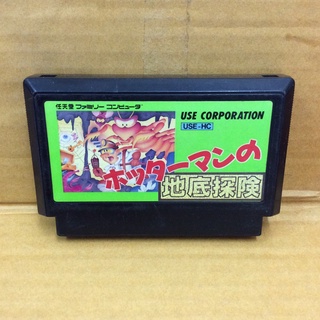 任天堂 ファミリー コンピュータ
USE CORPORATION
USE-HC
ホッターマンの
地底探険